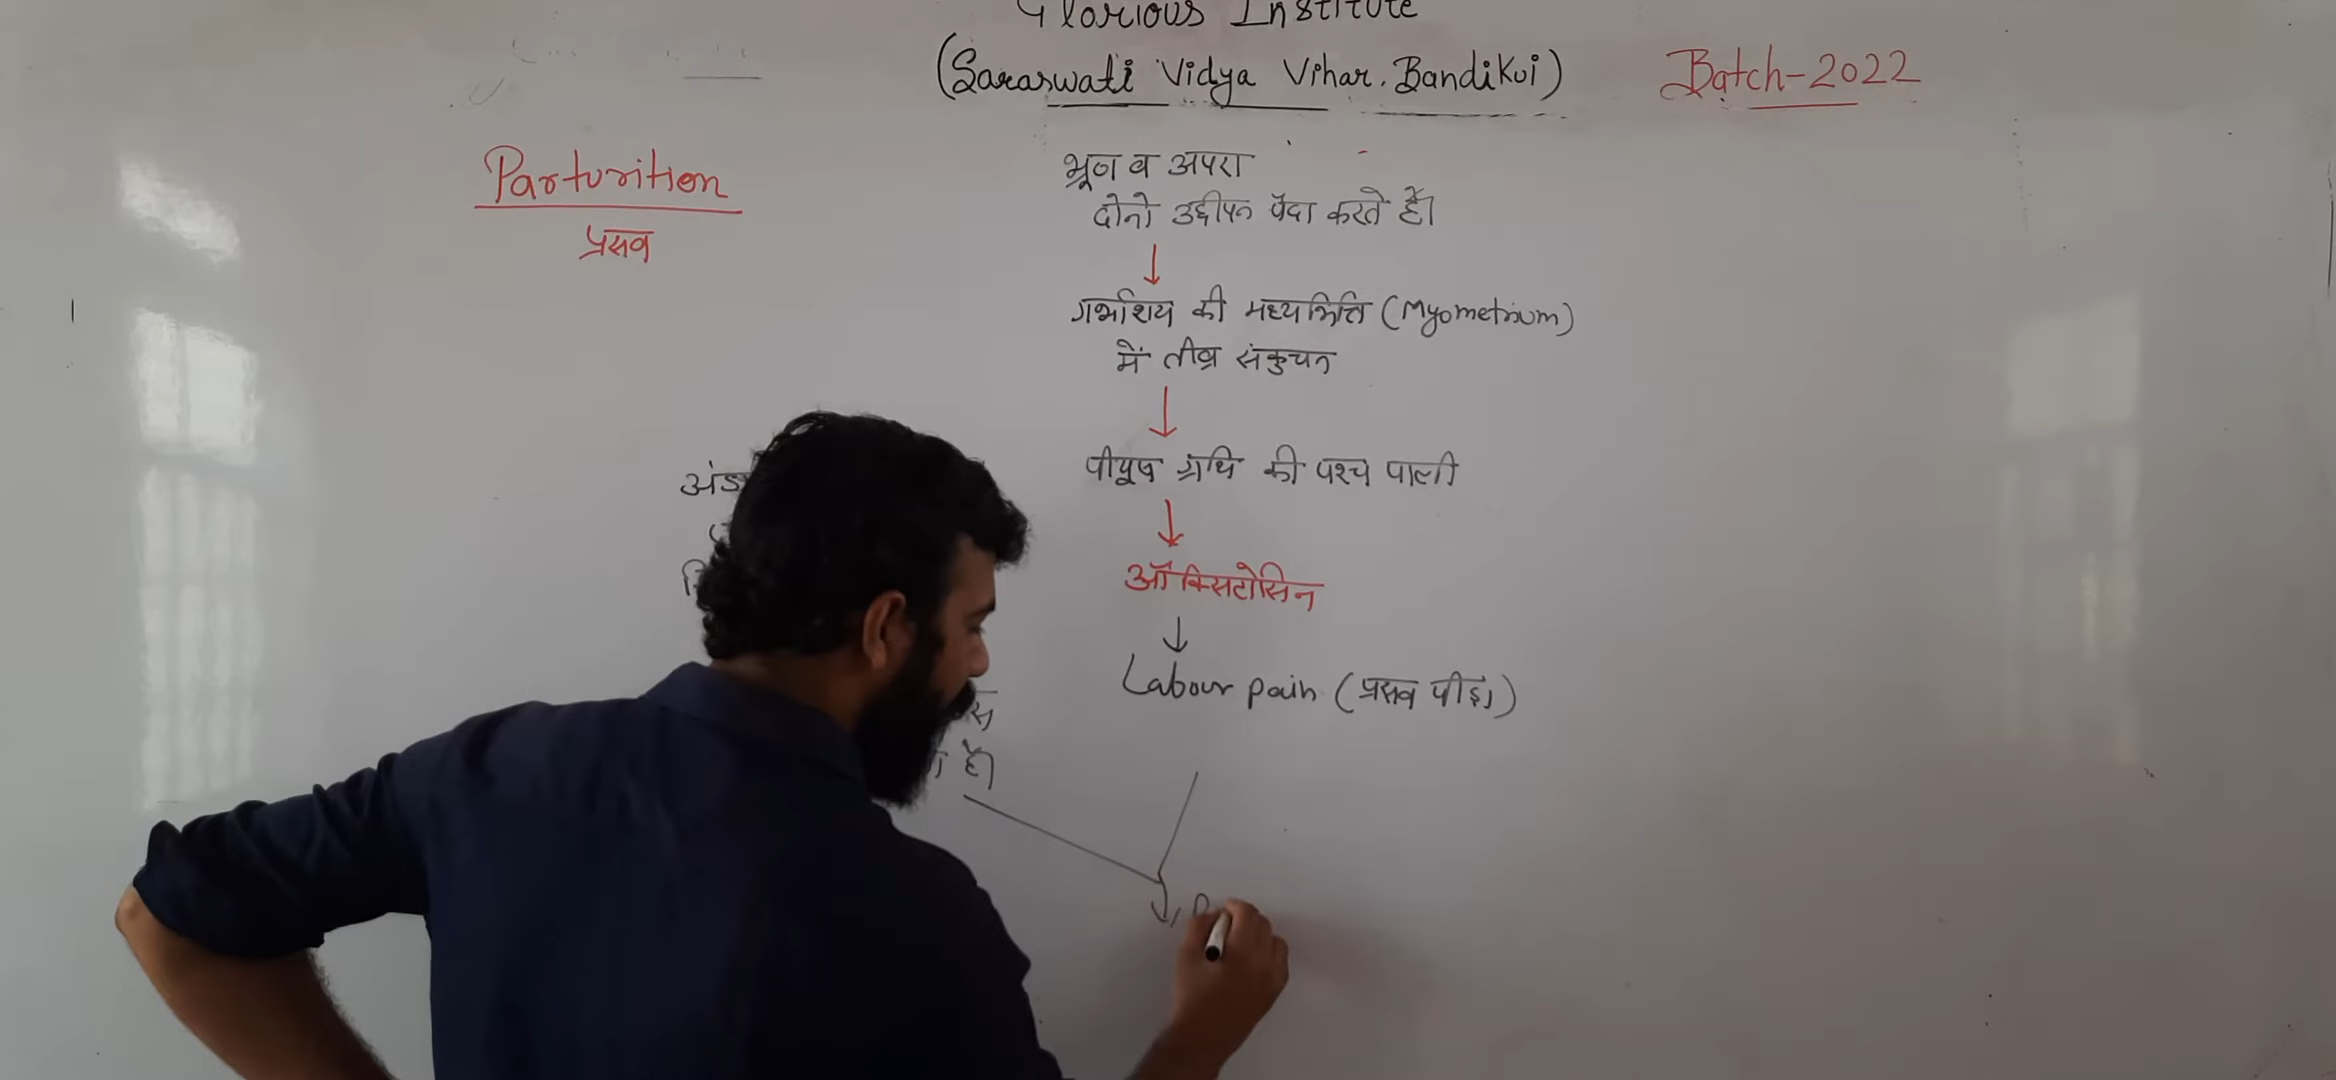 Glorious Institute
(Saraswati Vidya Vihar, Bandikui)
Batch-2022
Parturition
प्रसव
भ्रूण व अपरा
दोनो उद्दीपन पैदा करते हैं।
↓
गर्भाशय की मध्यभित्ति (Myometrium)
में तीव्र संकुचन
↓
पीयूष ग्रंथि की पश्च पाली
↓
ऑक्सिटोसिन
↓
Labour pain (प्रसव पीड़ा)
है।